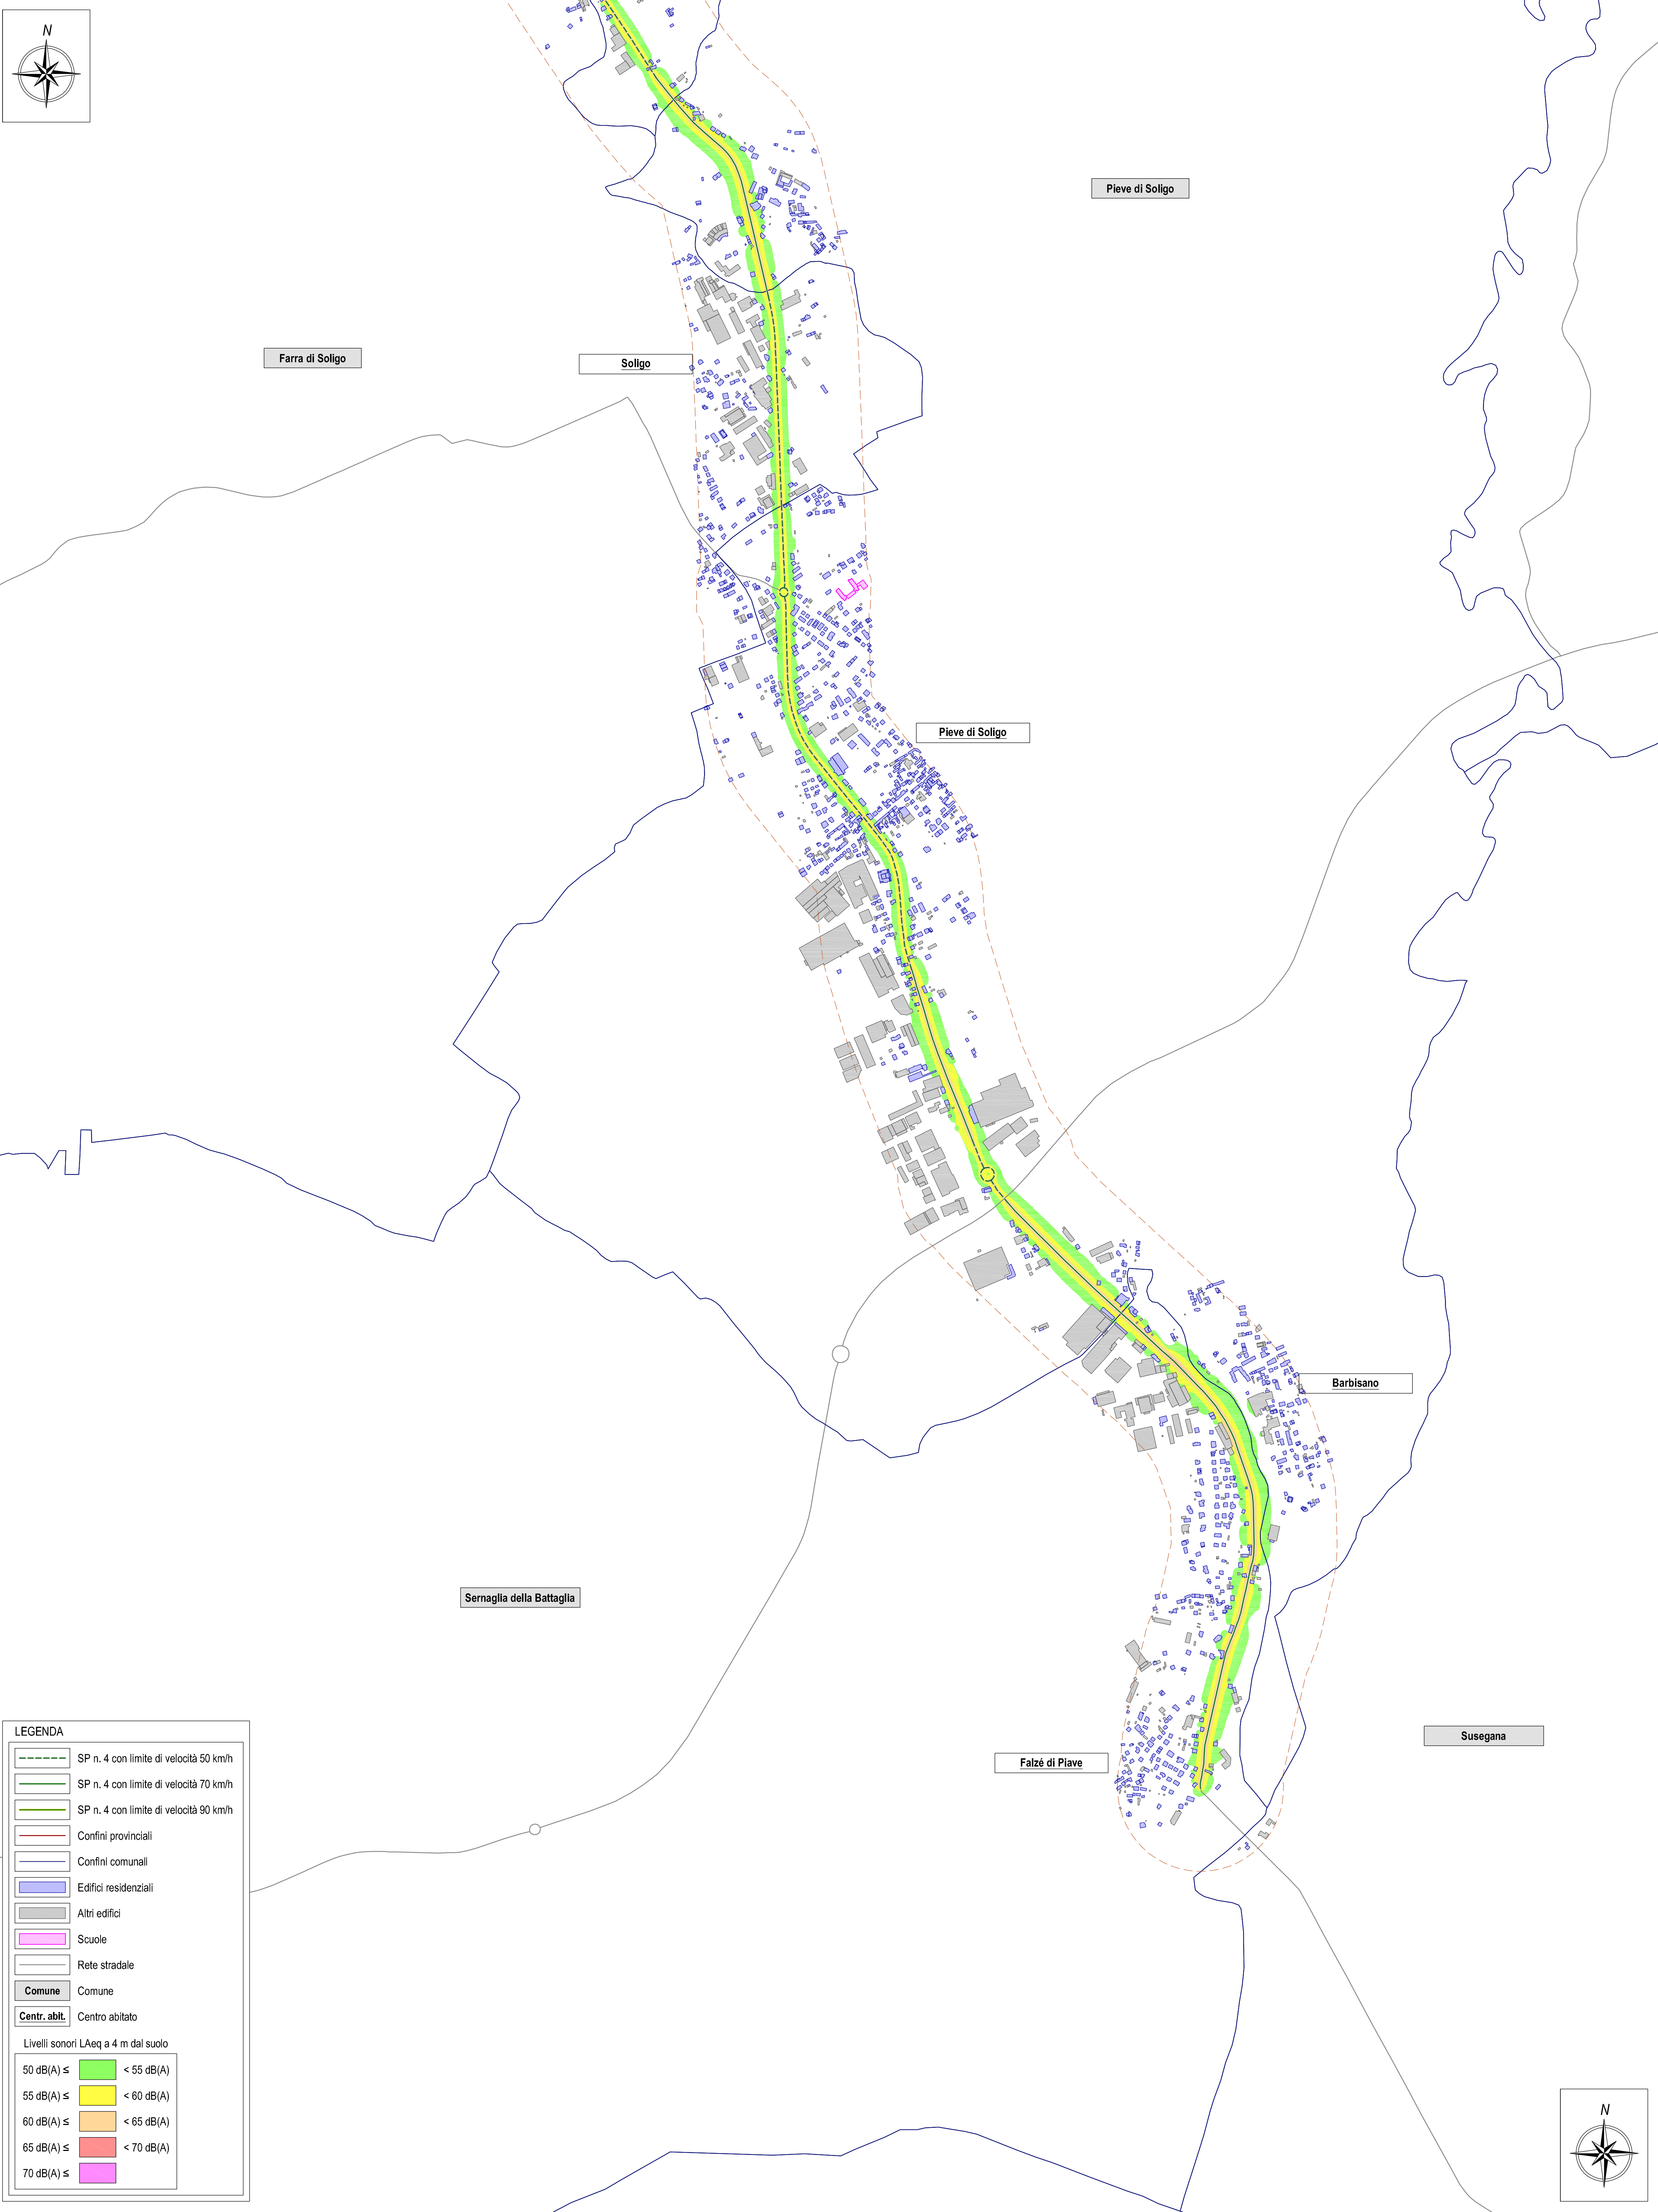 N
Pieve di Soligo
Farra di Soligo
Soligo
Pieve di Soligo
Barbisano
Sernaglia della Battaglia
Susegana
Falzé di Piave
LEGENDA
SP n. 4 con limite di velocità 50 km/h
SP n. 4 con limite di velocità 70 km/h
SP n. 4 con limite di velocità 90 km/h
Confini provinciali
Confini comunali
Edifici residenziali
Altri edifici
Scuole
Rete stradale
Comune Comune
Centr. abit. Centro abitato
Livelli sonori LAeq a 4 m dal suolo
50 dB(A) ≤ < 55 dB(A)
55 dB(A) ≤ < 60 dB(A)
60 dB(A) ≤ < 65 dB(A)
65 dB(A) ≤ < 70 dB(A)
70 dB(A) ≤
N